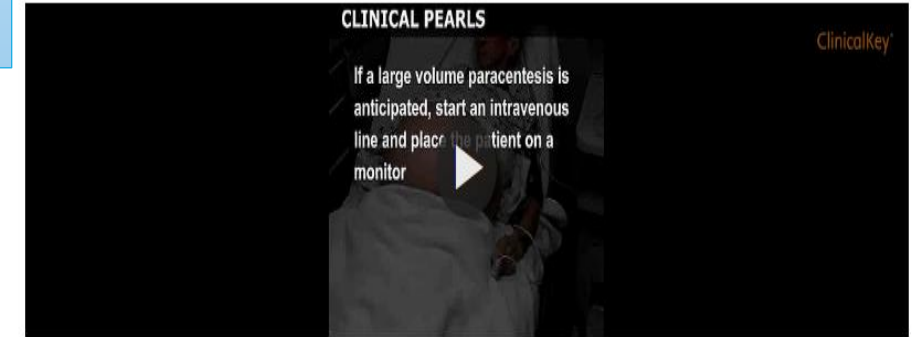 CLINICAL PEARLS
ClinicalKey
If a large volume paracentesis is
anticipated, start an intravenous
line and place the patient on a
monitor